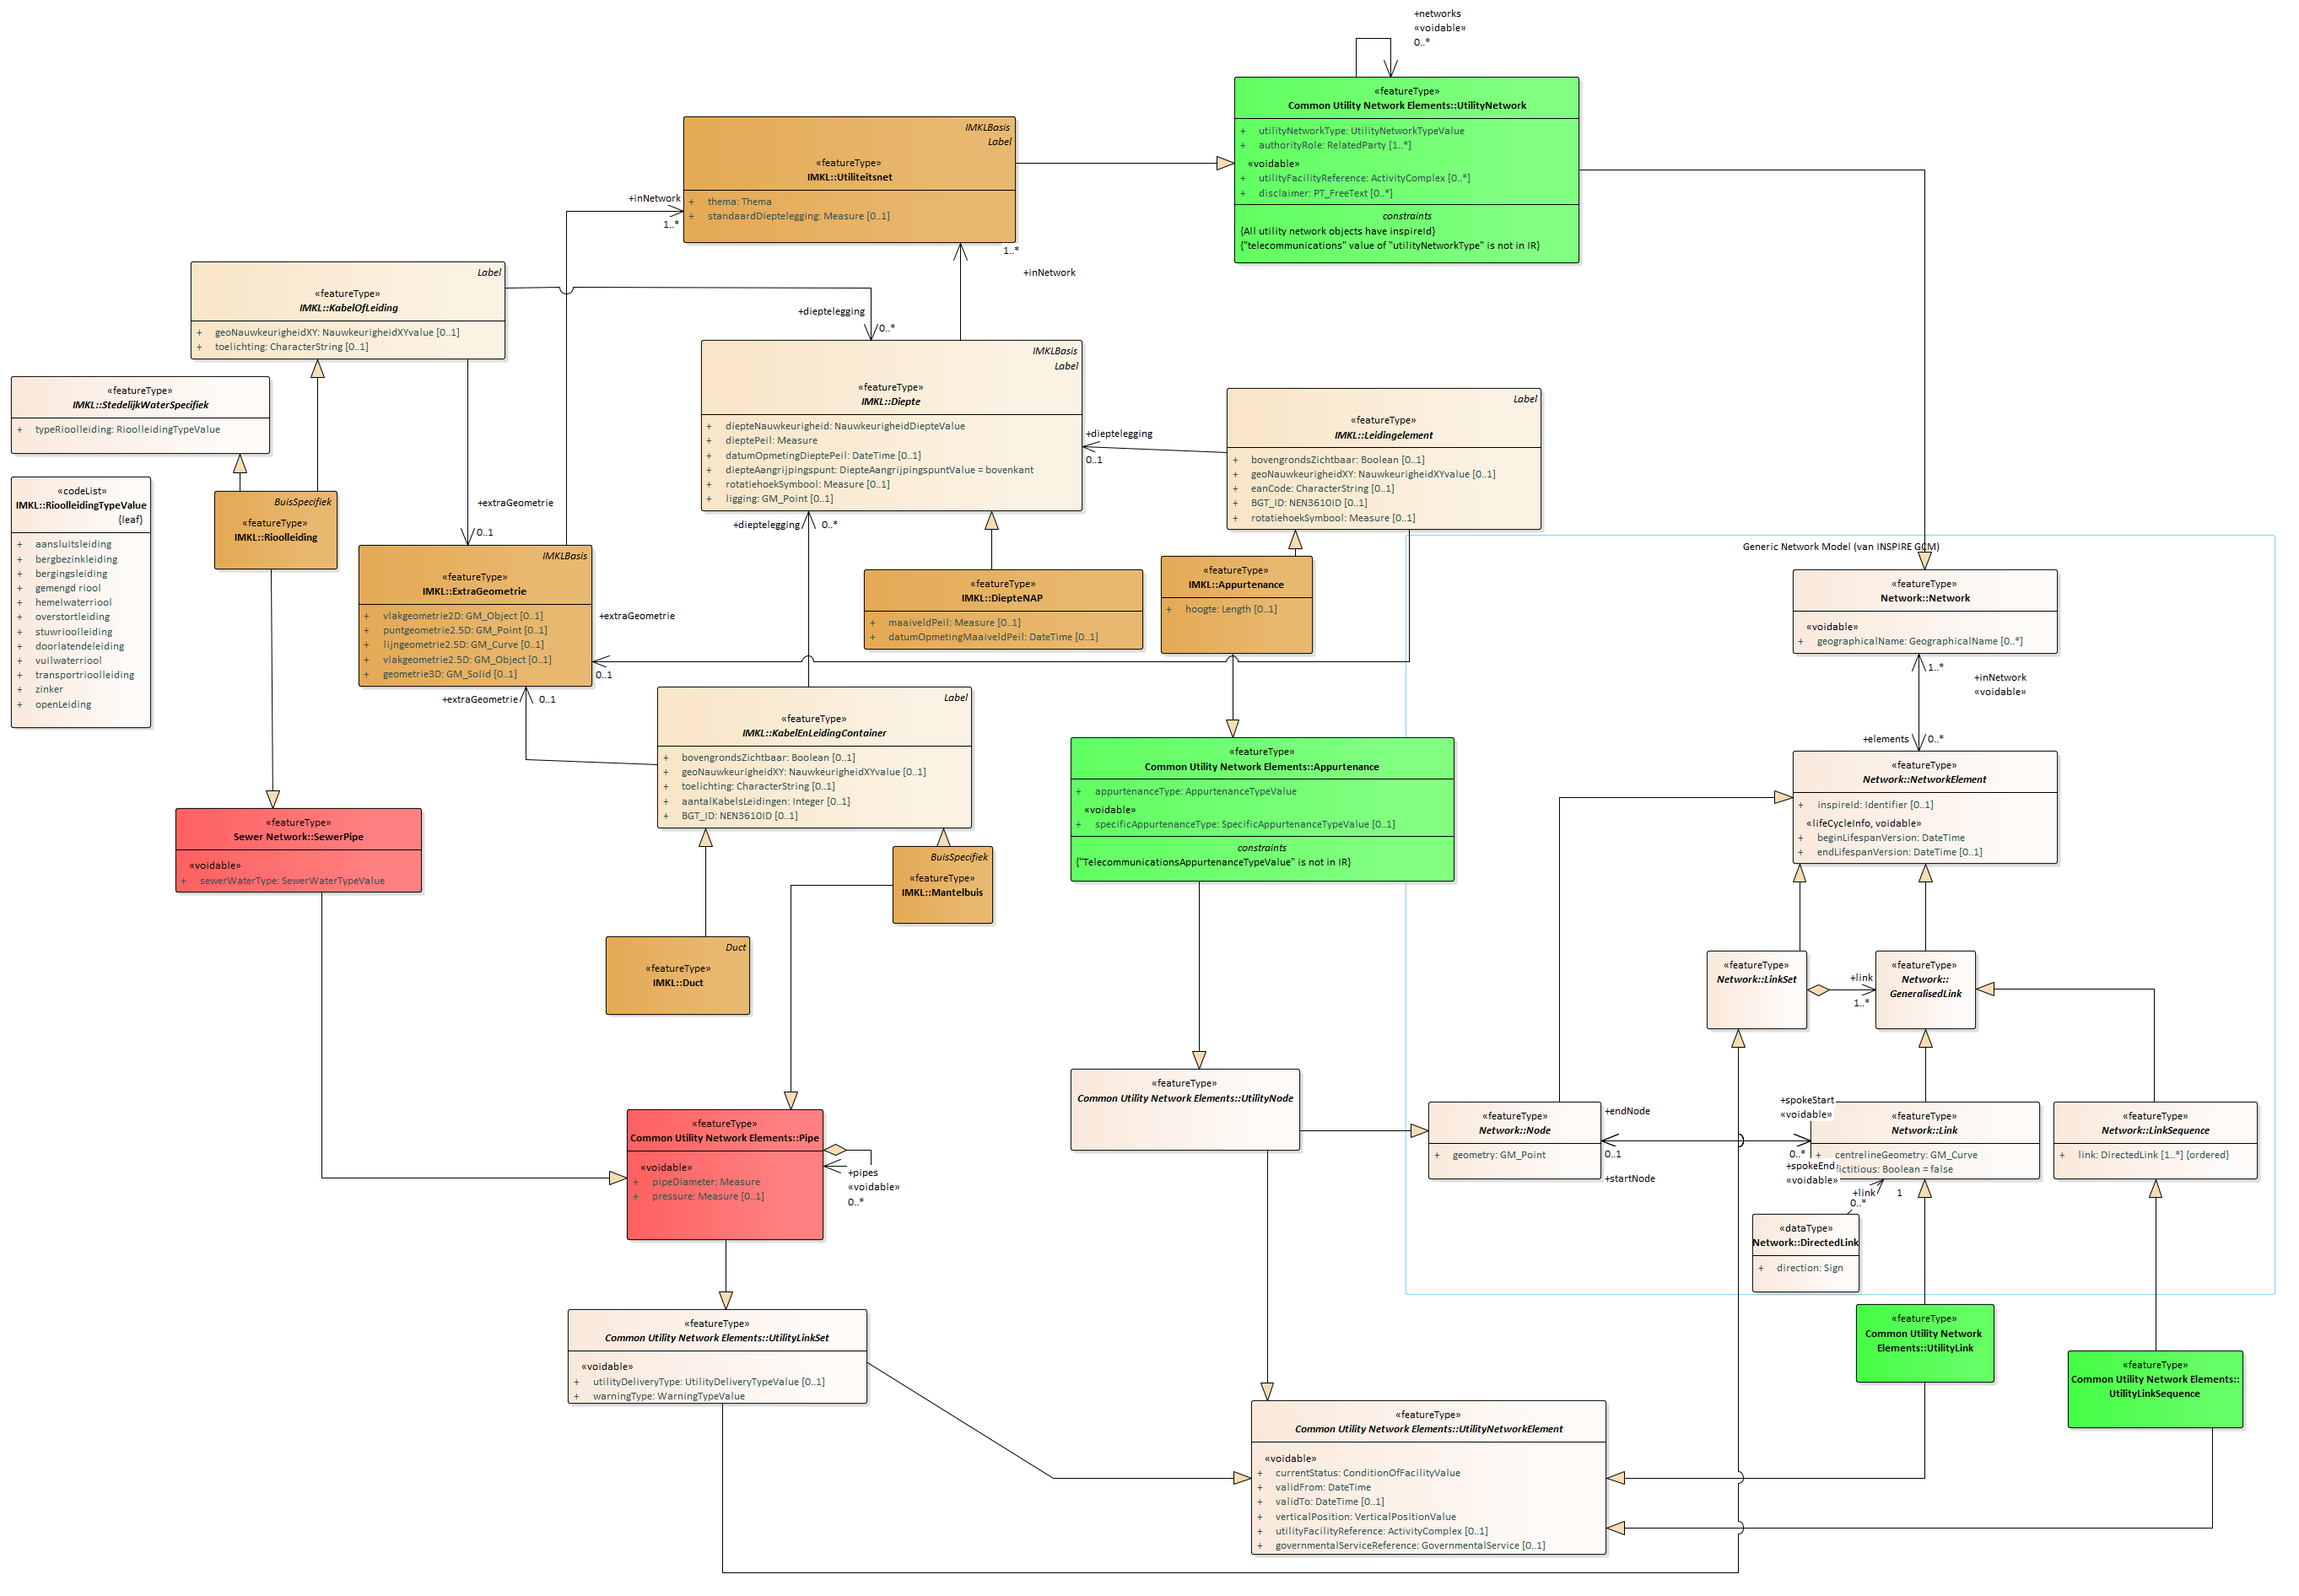 +networks
«voidable»
0..*
«featureType»
Common Utility Network Elements::UtilityNetwork
+ utilityNetworkType: UtilityNetworkTypeValue
+ authorityRole: RelatedParty [1..*]
«voidable»
+ utilityFacilityReference: ActivityComplex [0..*]
+ disclaimer: PT_FreeText [0..*]
constraints
{All utility network objects have inspireId}
{"telecommunications" value of "utilityNetworkType" is not in IR}
IMKLBasis
Label
«featureType»
IMKL::Utiliteitsnet
+ thema: Thema
+ standaardDieptelegging: Measure [0..1]
+inNetwork
1..*
1..*
+inNetwork
Label
«featureType»
IMKL::KabelOfLeiding
+ geoNauwkeurigheidXY: NauwkeurigheidXYvalue [0..1]
+ toelichting: CharacterString [0..1]
+dieptelegging
0..*
«featureType»
IMKL::StedelijkWaterSpecifiek
+ typeRioolleiding: RioolleidingTypeValue
IMKLBasis
Label
«featureType»
IMKL::Diepte
+ diepteNauwkeurigheid: NauwkeurigheidDiepteValue
+ dieptePeil: Measure
+ datumOpmetingDieptePeil: DateTime [0..1]
+ diepteAangrijpingspunt: DiepteAangrijpingspuntValue = bovenkant
+ rotatiehoekSymbool: Measure [0..1]
+ ligging: GM_Point [0..1]
+dieptelegging
0..1
Label
«featureType»
IMKL::Leidingelement
+ bovengrondsZichtbaar: Boolean [0..1]
+ geoNauwkeurigheidXY: NauwkeurigheidXYvalue [0..1]
+ eanCode: CharacterString [0..1]
+ BGT_ID: NEN3610ID [0..1]
+ rotatiehoekSymbool: Measure [0..1]
«codeList»
IMKL::RioolleidingTypeValue
{leaf}
+ aansluitsleiding
+ bergbezinkleiding
+ bergingsleiding
+ gemengd riool
+ hemelwaterriool
+ overstortleiding
+ stuwrioolleiding
+ doorlatendeleiding
+ vuilwaterriool
+ transportrioolleiding
+ zinker
+ openLeiding
BuisSpecifiek
«featureType»
IMKL::Rioolleiding
+extraGeometrie
0..1
+dieptelegging
0..*
IMKLBasis
«featureType»
IMKL::ExtraGeometrie
+ vlakgeometrie2D: GM_Object [0..1]
+ puntgeometrie2.5D: GM_Point [0..1]
+ lijngeometrie2.5D: GM_Curve [0..1]
+ vlakgeometrie2.5D: GM_Object [0..1]
+ geometrie3D: GM_Solid [0..1]
+extraGeometrie
0..1
+extraGeometrie
0..1
«featureType»
IMKL::DiepteNAP
+ maaiveldPeil: Measure [0..1]
+ datumOpmetingMaaiveldPeil: DateTime [0..1]
«featureType»
IMKL::Appurtenance
+ hoogte: Length [0..1]
Generic Network Model (van INSPIRE GCM)
«featureType»
Network::Network
«voidable»
+ geographicalName: GeographicalName [0..*]
1..*
+inNetwork
«voidable»
+elements
0..*
Label
«featureType»
IMKL::KabelEnLeidingContainer
+ bovengrondsZichtbaar: Boolean [0..1]
+ geoNauwkeurigheidXY: NauwkeurigheidXYvalue [0..1]
+ toelichting: CharacterString [0..1]
+ aantalKabelsLeidingen: Integer [0..1]
+ BGT_ID: NEN3610ID [0..1]
«featureType»
Common Utility Network Elements::Appurtenance
+ appurtenanceType: AppurtenanceTypeValue
«voidable»
+ specificAppurtenanceType: SpecificAppurtenanceTypeValue [0..1]
constraints
{"TelecommunicationsAppurtenanceTypeValue" is not in IR}
«featureType»
Network::NetworkElement
+ inspireId: Identifier [0..1]
«lifeCycleInfo, voidable»
+ beginLifespanVersion: DateTime
+ endLifespanVersion: DateTime [0..1]
«featureType»
Sewer Network::SewerPipe
«voidable»
+ sewerWaterType: SewerWaterTypeValue
BuisSpecifiek
«featureType»
IMKL::Mantelbuis
Duct
«featureType»
IMKL::Duct
«featureType»
Network::LinkSet
+link
1..*
«featureType»
Network::
GeneralisedLink
«featureType»
Common Utility Network Elements::UtilityNode
«featureType»
Network::Node
+ geometry: GM_Point
+endNode
0..1
+startNode
+spokeStart
«voidable»
0..*
+spokeEnd
«voidable»
«featureType»
Network::Link
+ centrelineGeometry: GM_Curve
fictitious: Boolean = false
«featureType»
Network::LinkSequence
+ link: DirectedLink [1..*] {ordered}
+link
1
0..*
«dataType»
Network::DirectedLink
+ direction: Sign
«featureType»
Common Utility Network Elements::Pipe
«voidable»
+ pipeDiameter: Measure
+ pressure: Measure [0..1]
+pipes
«voidable»
0..*
«featureType»
Common Utility Network Elements::UtilityLinkSet
«voidable»
+ utilityDeliveryType: UtilityDeliveryTypeValue [0..1]
+ warningType: WarningTypeValue
«featureType»
Common Utility Network
Elements::UtilityLink
«featureType»
Common Utility Network Elements::
UtilityLinkSequence
«featureType»
Common Utility Network Elements::UtilityNetworkElement
«voidable»
+ currentStatus: ConditionOfFacilityValue
+ validFrom: DateTime
+ validTo: DateTime [0..1]
+ verticalPosition: VerticalPositionValue
+ utilityFacilityReference: ActivityComplex [0..1]
+ governmentalServiceReference: GovernmentalService [0..1]